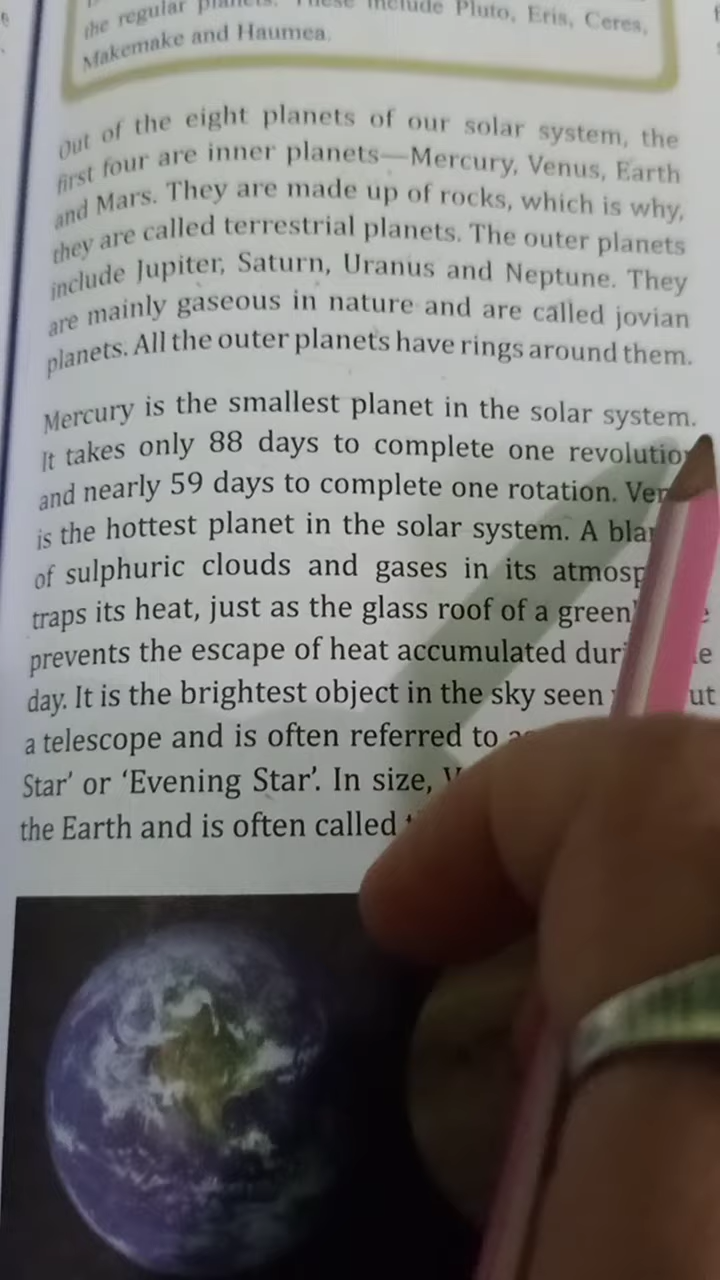 the regular planets. These include Pluto, Eris, Ceres,
Makemake and Haumea.
Out of the eight planets of our solar system, the
first four are inner planets—Mercury, Venus, Earth
and Mars. They are made up of rocks, which is why,
they are called terrestrial planets. The outer planets
include Jupiter, Saturn, Uranus and Neptune. They
are mainly gaseous in nature and are called jovian
planets. All the outer planets have rings around them.
Mercury is the smallest planet in the solar system.
It takes only 88 days to complete one
and nearly 59 days to complete one rotation.
is the hottest planet in the solar system. A
of sulphuric clouds and gases in its
traps its heat, just as the glass roof of a
prevents the escape of heat accumulated
day. It is the brightest object in the sky seen
a telescope and is often referred to
Star’ or ‘Evening Star’. In size,
the Earth and is often called